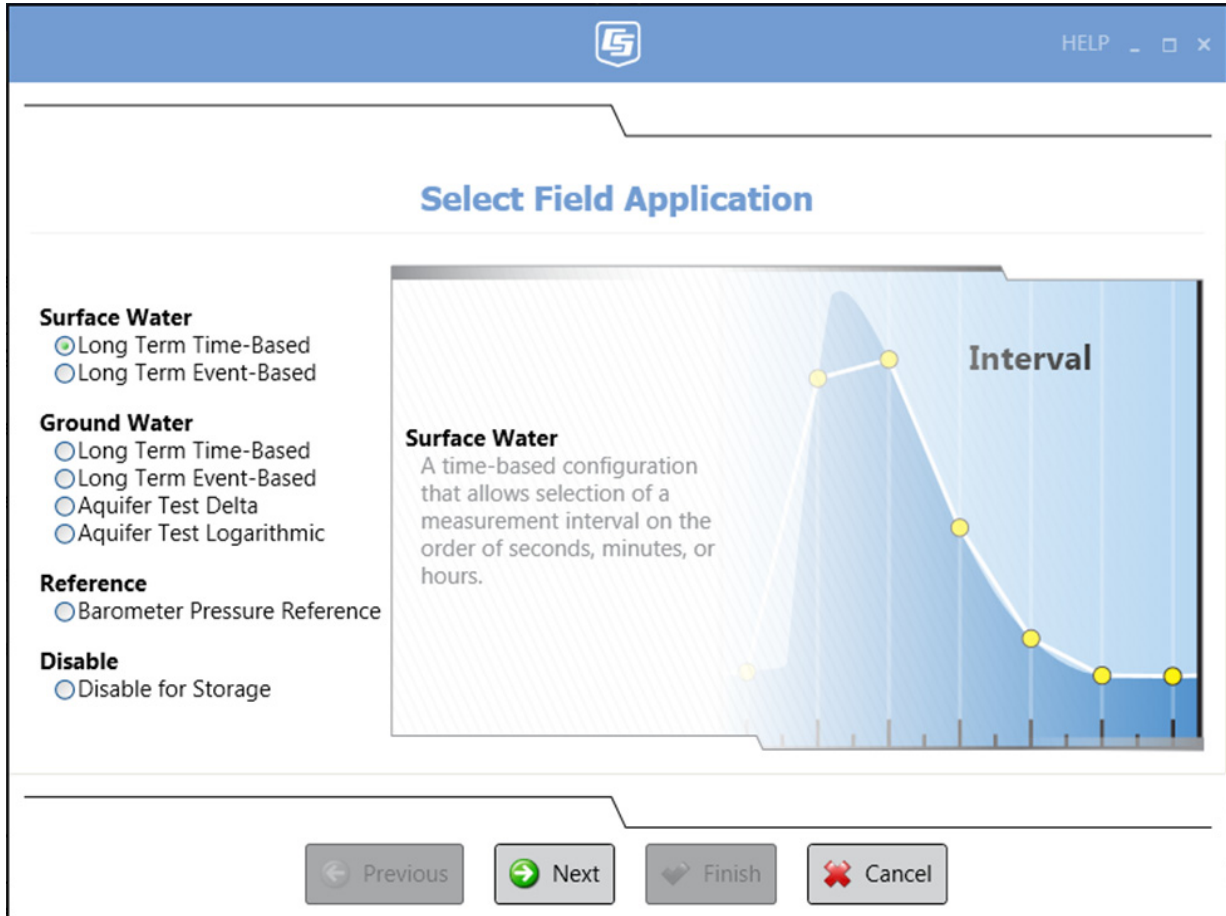 HELP
Select Field Application
Surface Water
Long Term Time-Based
Long Term Event-Based
Ground Water
Long Term Time-Based
Long Term Event-Based
Aquifer Test Delta
Aquifer Test Logarithmic
Reference
Barometer Pressure Reference
Disable
Disable for Storage
Interval
Surface Water
A time-based configuration
that allows selection of a
measurement interval on the
order of seconds, minutes, or
hours.
Previous
Next
Finish
Cancel